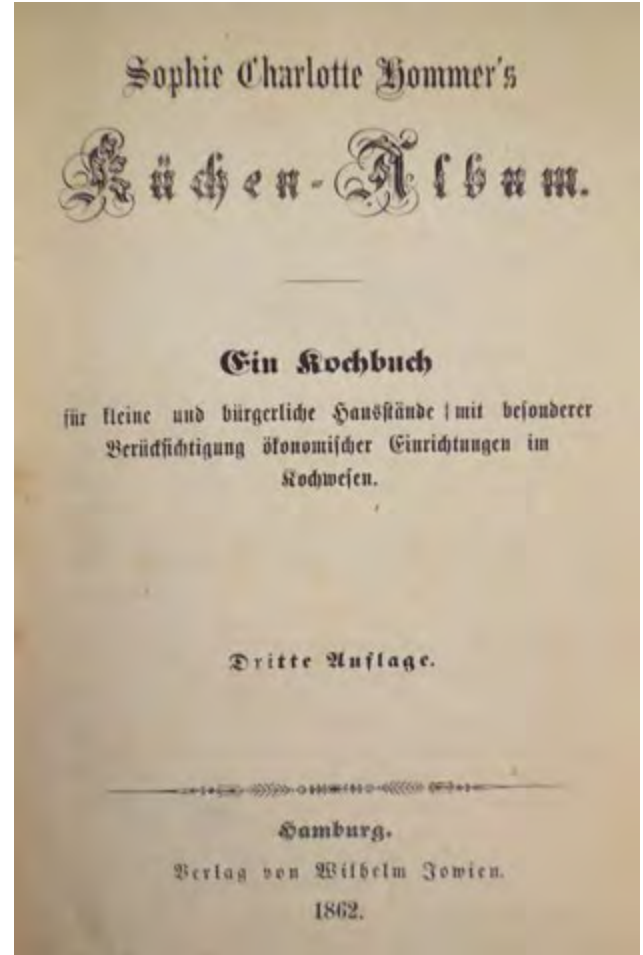 Sophie Charlotte Hommer's
Küchen-Album.
Ein Kochbuch
für kleine und bürgerliche Hausstände mit besonderer
Berücksichtigung ökonomischer Einrichtungen im
Kochwesen.
Dritte Auflage.
Hamburg.
Verlag von Wilhelm Jowien.
1862.